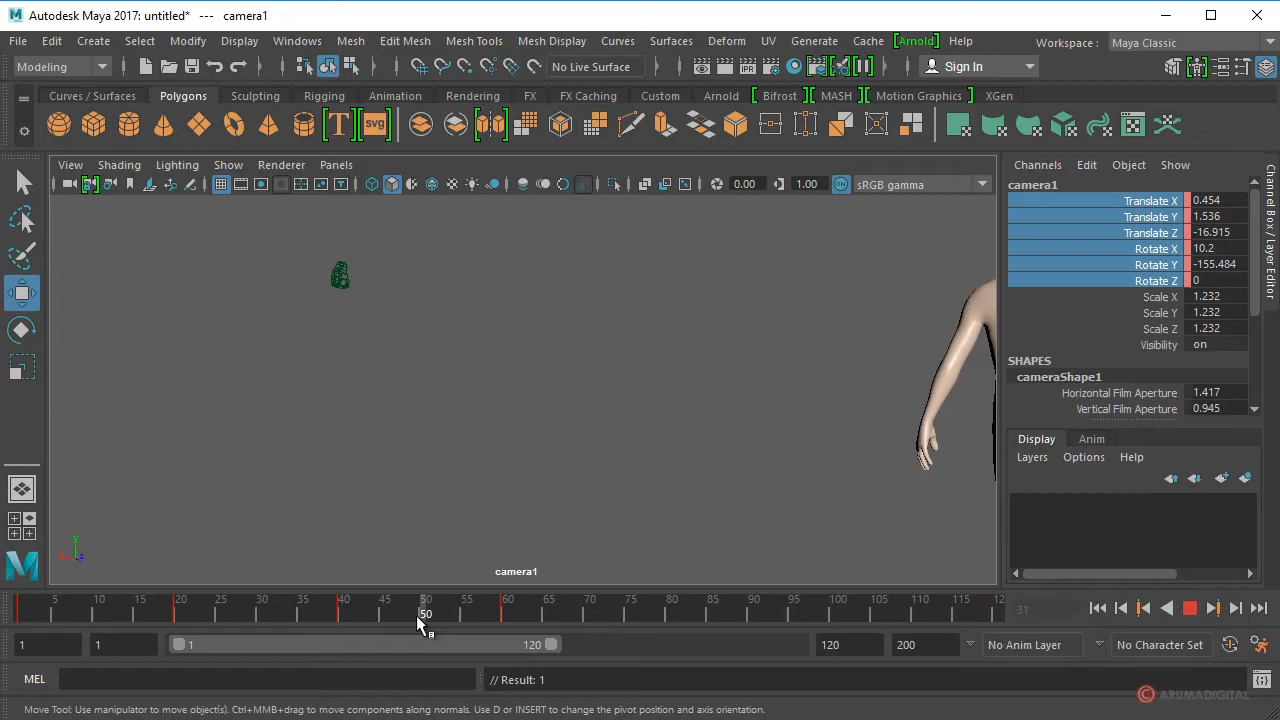 Autodesk Maya 2017: untitled* --- camera1
File Edit Create Select Modify Display Windows Mesh Edit Mesh Mesh Tools Mesh Display Curves Surfaces Deform UV Generate Cache [Arnold] Help Workspace : Maya Classic
Modeling No Live Surface IPR Sign In
Curves / Surfaces Polygons Sculpting Rigging Animation Rendering FX FX Caching Custom Arnold Bifrost MASH Motion Graphics XGen
T svg
View Shading Lighting Show Renderer Panels
0.00 1.00 ON sRGB gamma
Channels Edit Object Show
camera1
Translate X 0.454
Translate Y 1.536
Translate Z -16.915
Rotate X 10.2
Rotate Y -155.484
Rotate Z 0
Scale X 1.232
Scale Y 1.232
Scale Z 1.232
Visibility on
SHAPES
cameraShape1
Horizontal Film Aperture 1.417
Vertical Film Aperture 0.945
Channel Box / Layer Editor
Display Anim
Layers Options Help
y
z
camera1
5 10 15 20 25 30 35 40 45 50 55 60 65 70 75 80 85 90 95 100 105 110 115 12
50
31
1 1 1 120 120 200 No Anim Layer No Character Set
MEL // Result: 1
© ARUMADIGITAL
Move Tool: Use manipulator to move object(s). Ctrl+MMB+drag to move components along normals. Use D or INSERT to change the pivot position and axis orientation.